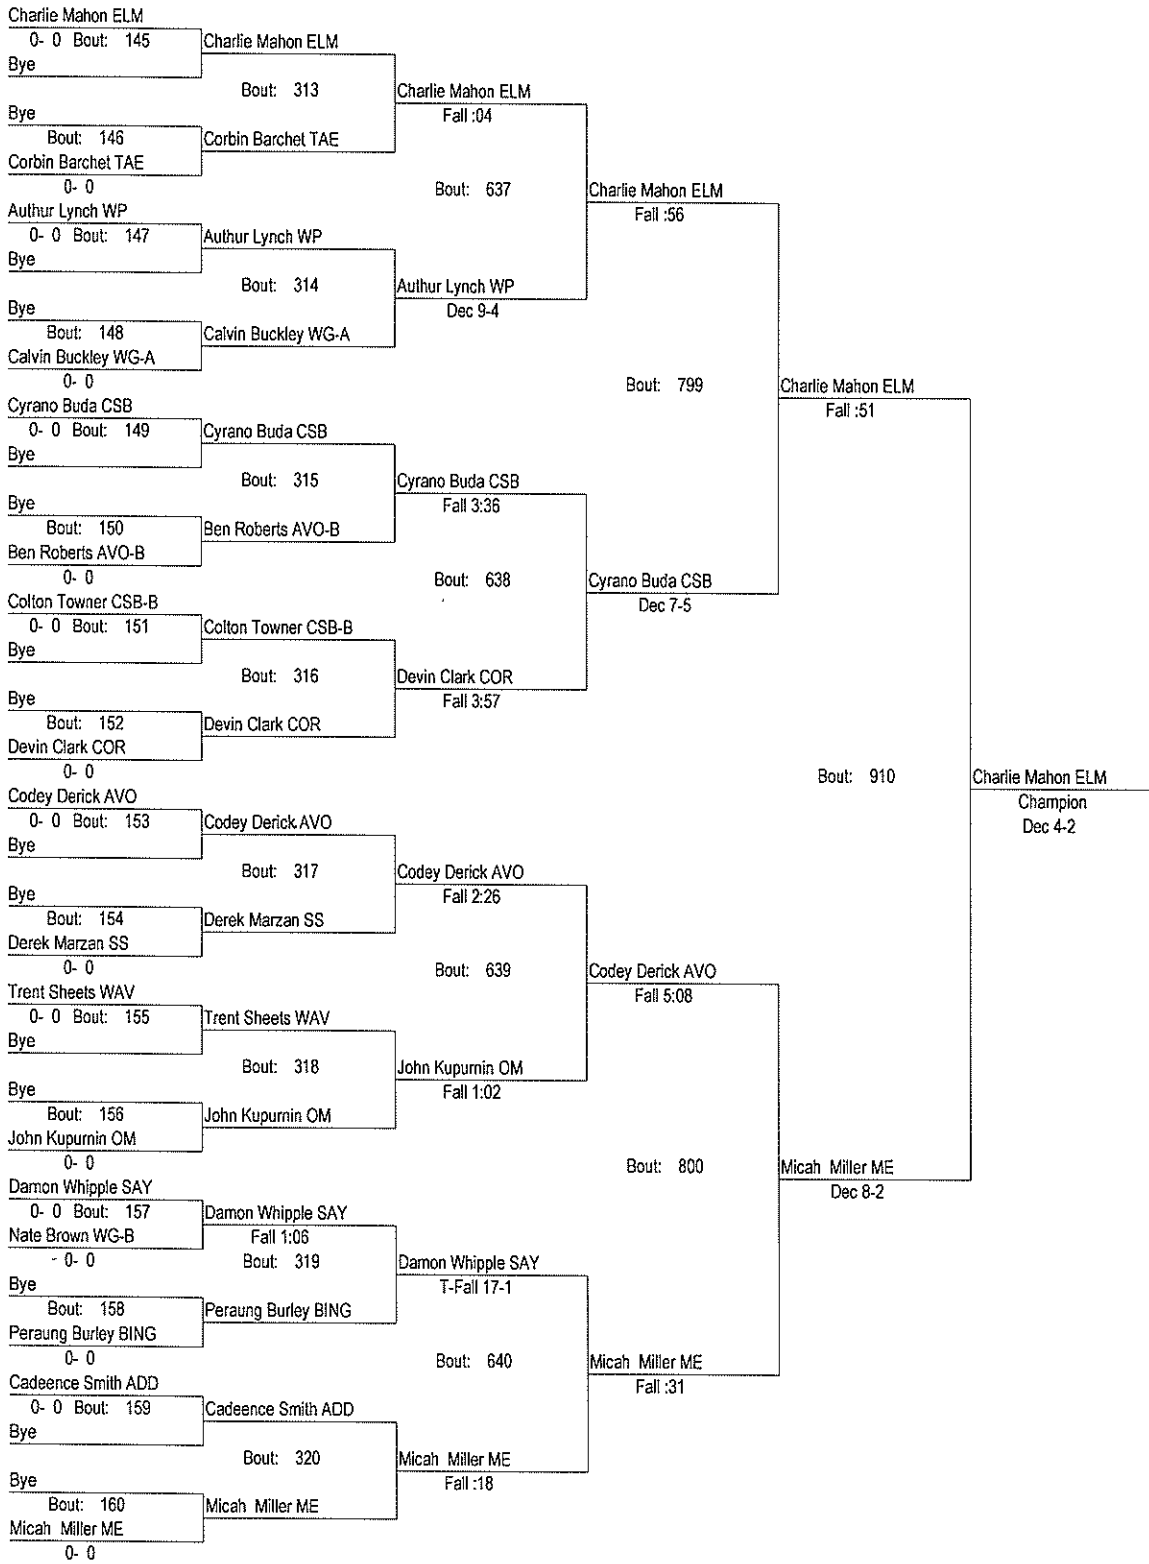 Charlie Mahon ELM
0- 0 Bout: 145
Bye
Bye
Bout: 146
Corbin Barchet TAE
0- 0
Authur Lynch WP
0- 0 Bout: 147
Bye
Bye
Bout: 148
Calvin Buckley WG-A
0- 0
Cyrano Buda CSB
0- 0 Bout: 149
Bye
Bye
Bout: 150
Ben Roberts AVO-B
0- 0
Colton Towner CSB-B
0- 0 Bout: 151
Bye
Bye
Bout: 152
Devin Clark COR
0- 0
Codey Derick AVO
0- 0 Bout: 153
Bye
Bye
Bout: 154
Derek Marzan SS
0- 0
Trent Sheets WAV
0- 0 Bout: 155
Bye
Bye
Bout: 156
John Kupurnin OM
0- 0
Damon Whipple SAY
0- 0 Bout: 157
Nate Brown WG-B
0- 0
Bye
Bout: 158
Peraung Burley BING
0- 0
Cadeence Smith ADD
0- 0 Bout: 159
Bye
Bye
Bout: 160
Micah Miller ME
0- 0
Charlie Mahon ELM
Bout: 313
Corbin Barchet TAE
Authur Lynch WP
Bout: 314
Calvin Buckley WG-A
Cyrano Buda CSB
Bout: 315
Ben Roberts AVO-B
Colton Towner CSB-B
Bout: 316
Devin Clark COR
Codey Derick AVO
Bout: 317
Derek Marzan SS
Trent Sheets WAV
Bout: 318
John Kupurnin OM
Damon Whipple SAY
Fall 1:06
Bout: 319
Peraung Burley BING
Cadeence Smith ADD
Bout: 320
Micah Miller ME
Charlie Mahon ELM
Fall :04
Bout: 637
Authur Lynch WP
Dec 9-4
Cyrano Buda CSB
Fall 3:36
Bout: 638
Devin Clark COR
Fall 3:57
Codey Derick AVO
Fall 2:26
Bout: 639
John Kupurnin OM
Fall 1:02
Damon Whipple SAY
T-Fall 17-1
Bout: 640
Micah Miller ME
Fall :18
Charlie Mahon ELM
Fall :56
Bout: 799
Cyrano Buda CSB
Dec 7-5
Codey Derick AVO
Fall 5:08
Bout: 800
Micah Miller ME
Fall :31
Charlie Mahon ELM
Fall :51
Bout: 910
Micah Miller ME
Dec 8-2
Charlie Mahon ELM
Champion
Dec 4-2